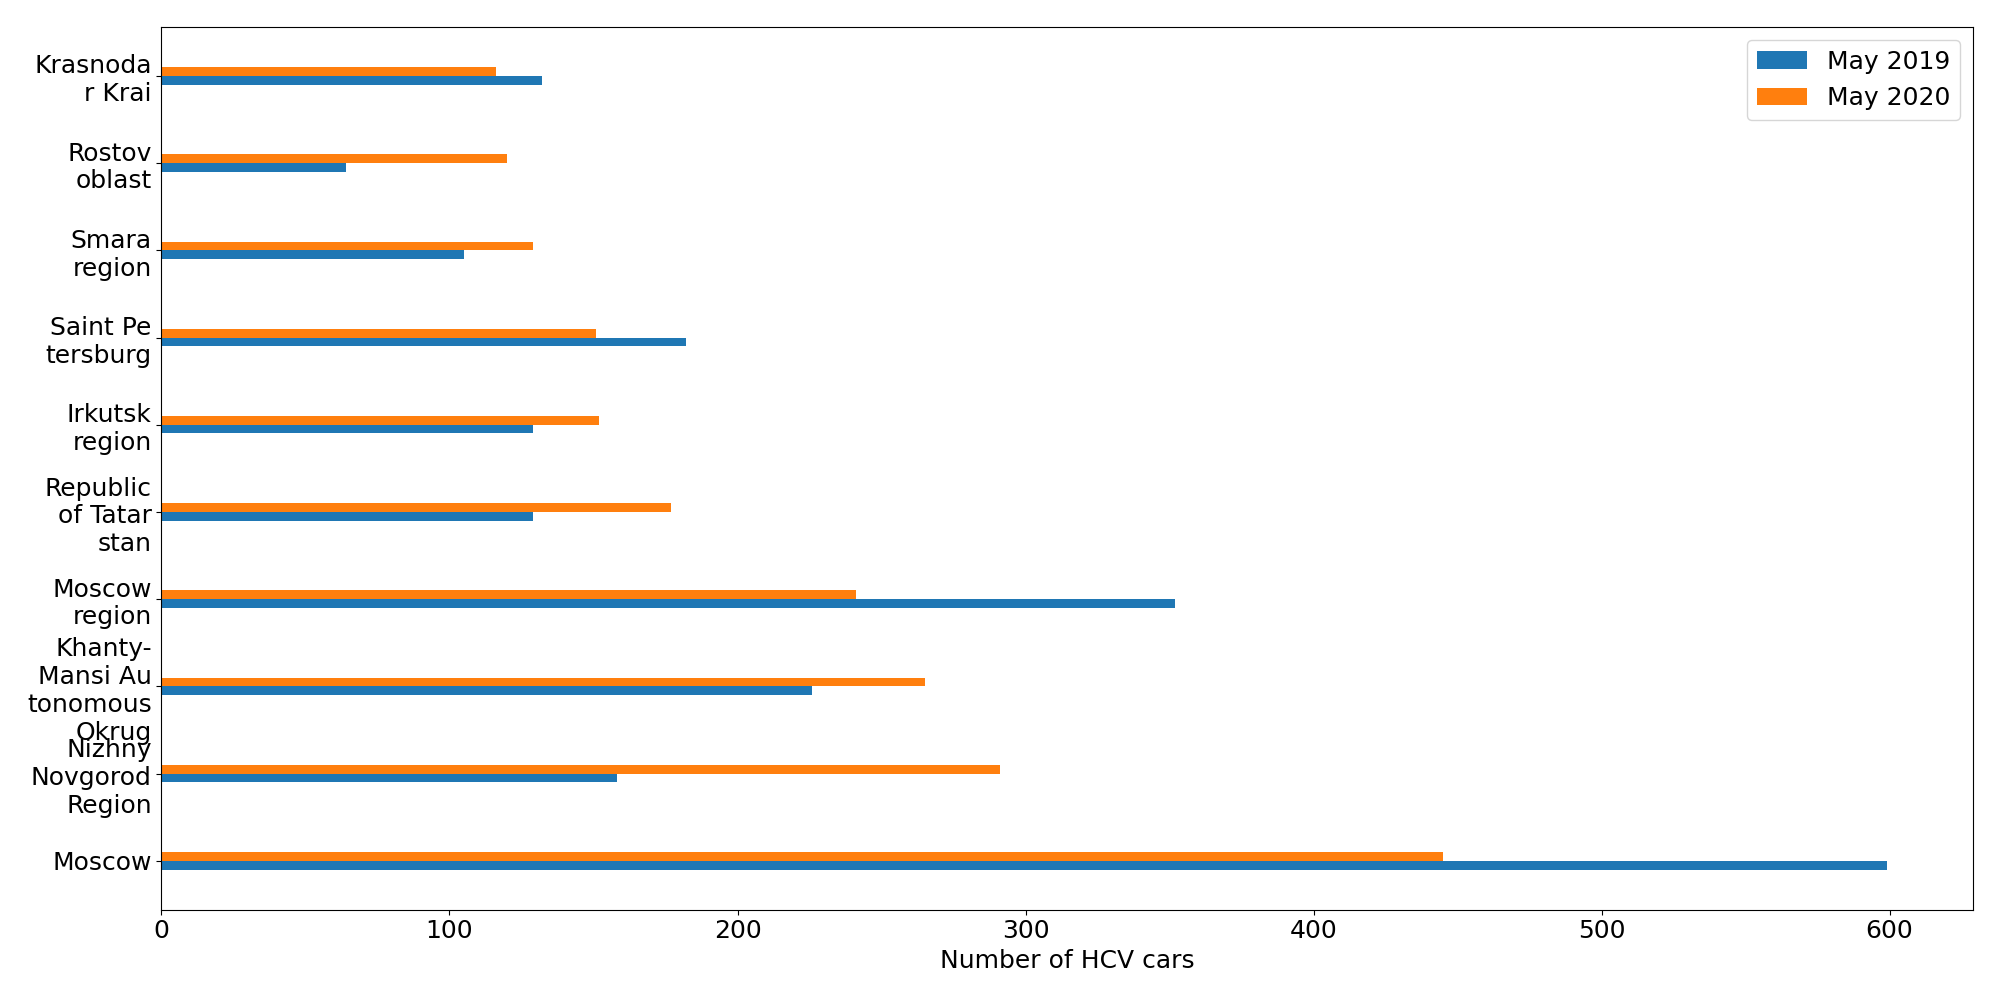 Krasnoda
r Krai
Rostov
oblast
Smara
region
Saint Pe
tersburg
Irkutsk
region
Republic
of Tatar
stan
Moscow
region
Khanty-
Mansi Au
tonomous
Okrug
Nizhny
Novgorod
Region
Moscow
May 2019
May 2020
0 100 200 300 400 500 600
Number of HCV cars